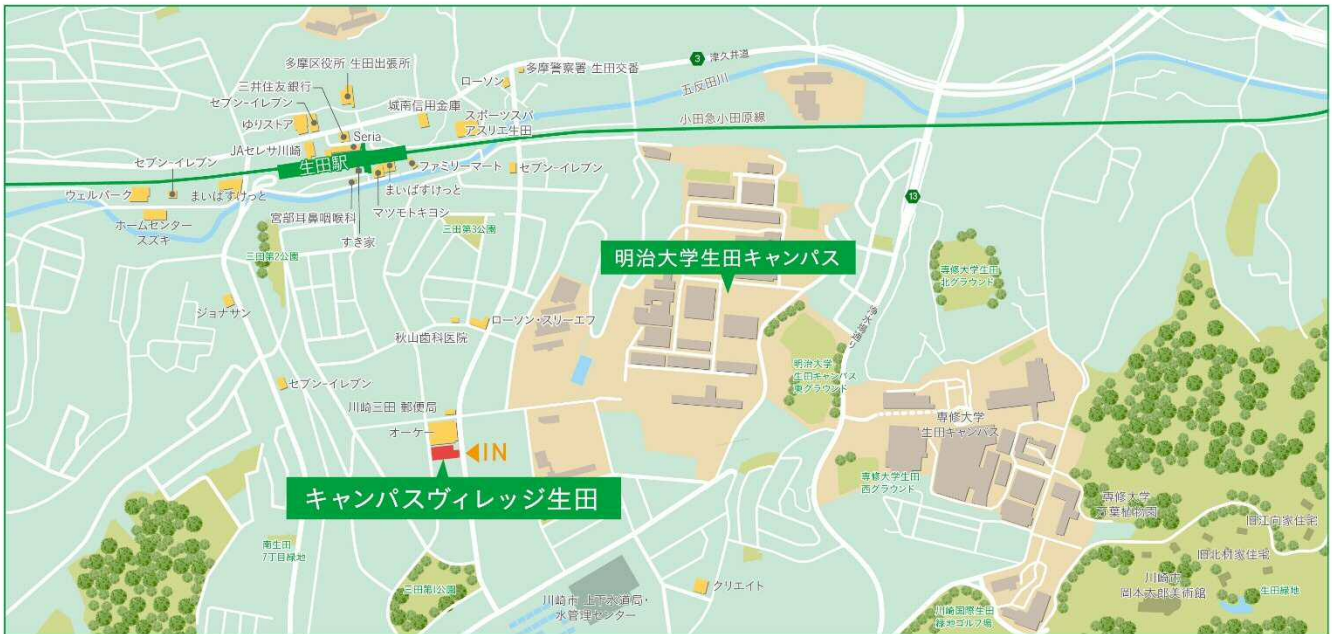 多摩区役所 生田出張所
三井住友銀行
セブン-イレブン
ゆりストア
JAセレサ川崎
Seria
城南信用金庫
ローソン
多摩警察署 生田交番
スポーツスパ
アスリエ生田
3
津久井道
五反田川
小田急小田原線
生田駅
セブン-イレブン
ウェルパーク
まいばすけっと
ホームセンター
スズキ
宮部耳鼻咽喉科
すき家
マツモトキヨシ
まいばすけっと
ファミリーマート
セブン-イレブン
三田第2公園
三田第3公園
13
明治大学生田キャンパス
専修大学生田
北グラウンド
浄水場通り
ジョナサン
秋山歯科医院
ローソン・スリーエフ
明治大学
生田キャンパス
東グラウンド
セブン-イレブン
川崎三田 郵便局
オーケー
IN
キャンパスヴィレッジ生田
専修大学
生田キャンパス
専修大学生田
西グラウンド
専修大学
万葉植物園
旧江向家住宅
旧北村家住宅
川崎市
岡本太郎美術館
生田緑地
川崎国際生田
緑地ゴルフ場
南生田
7丁目緑地
三田第1公園
川崎市 上下水道局・
水管理センター
クリエイト